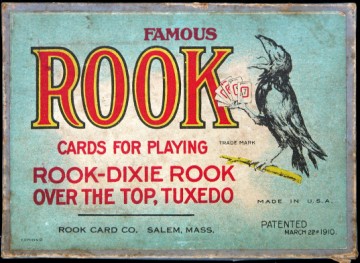 FAMOUS
ROOK
TRADE MARK
CARDS FOR PLAYING
ROOK-DIXIE ROOK
OVER THE TOP, TUXEDO
MADE IN U.S.A.
PATENTED
MARCH 22ⁿᵈ 1910.
ROOK CARD CO. SALEM, MASS.